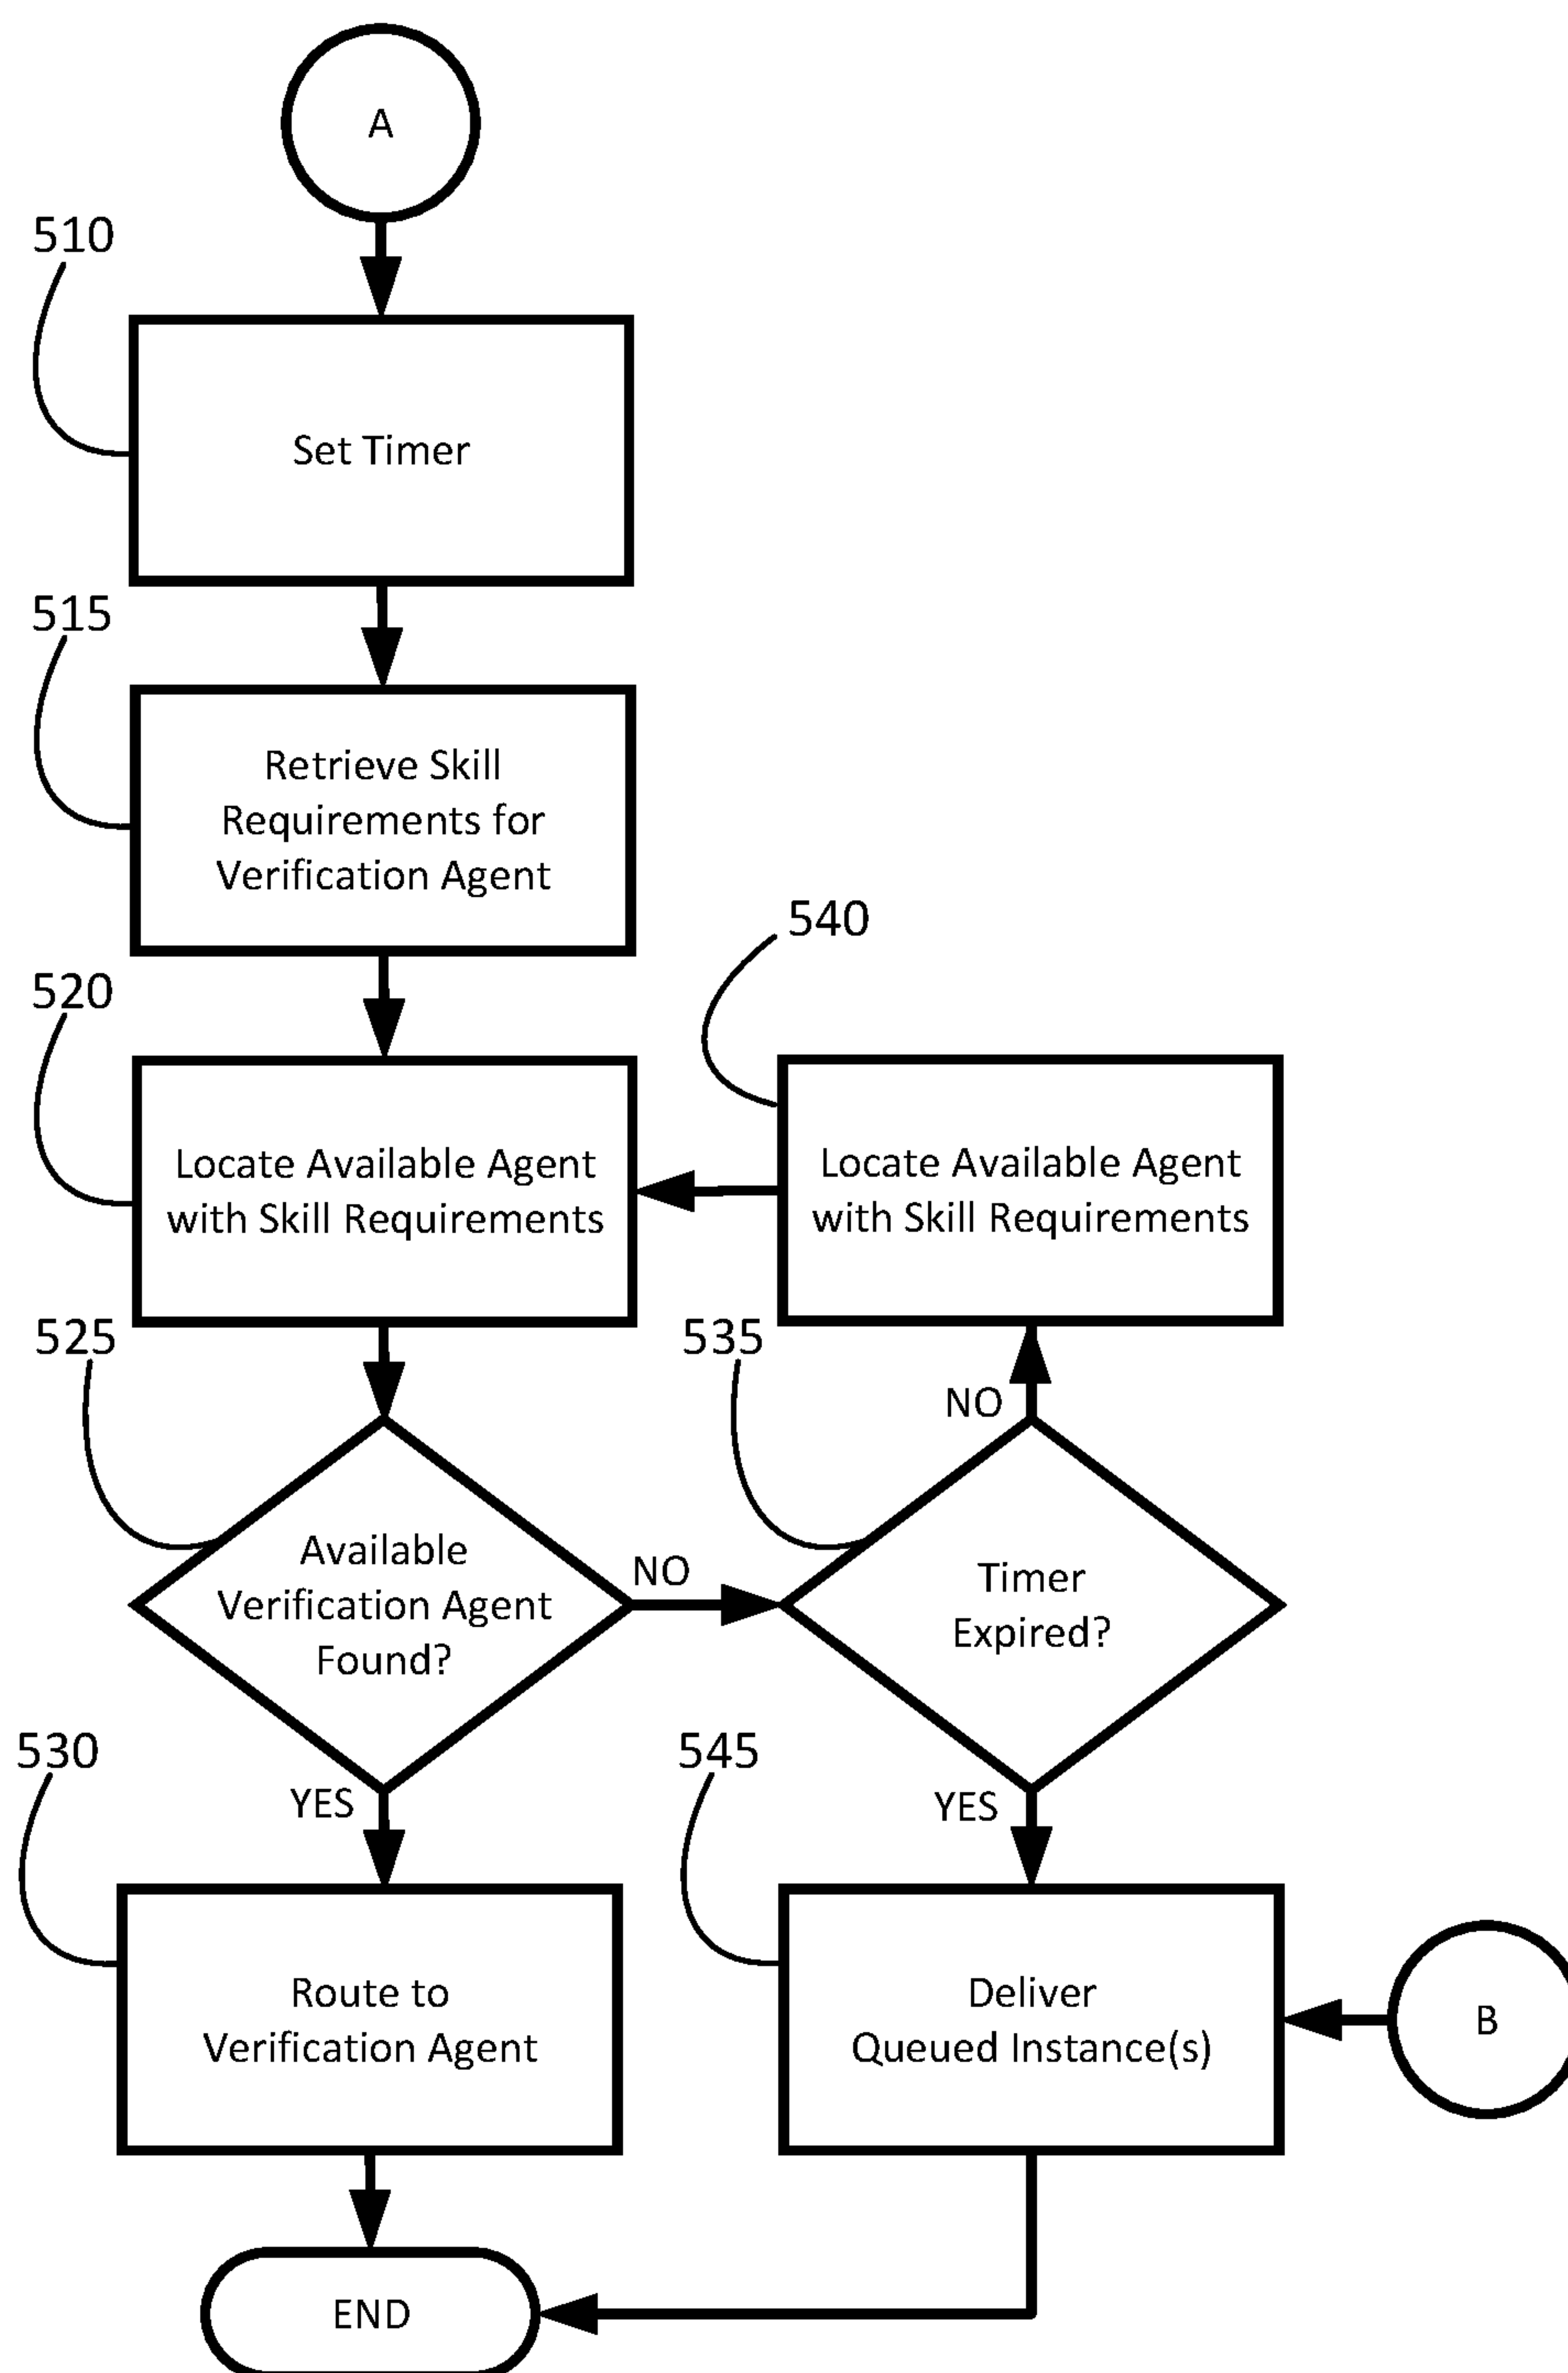 A
510
Set Timer
515
Retrieve Skill
Requirements for
Verification Agent
540
520
Locate Available Agent
with Skill Requirements
Locate Available Agent
with Skill Requirements
525
535
NO
Available
Verification Agent
Found?
NO
Timer
Expired?
530
545
YES
YES
Route to
Verification Agent
Deliver
Queued Instance(s)
B
END